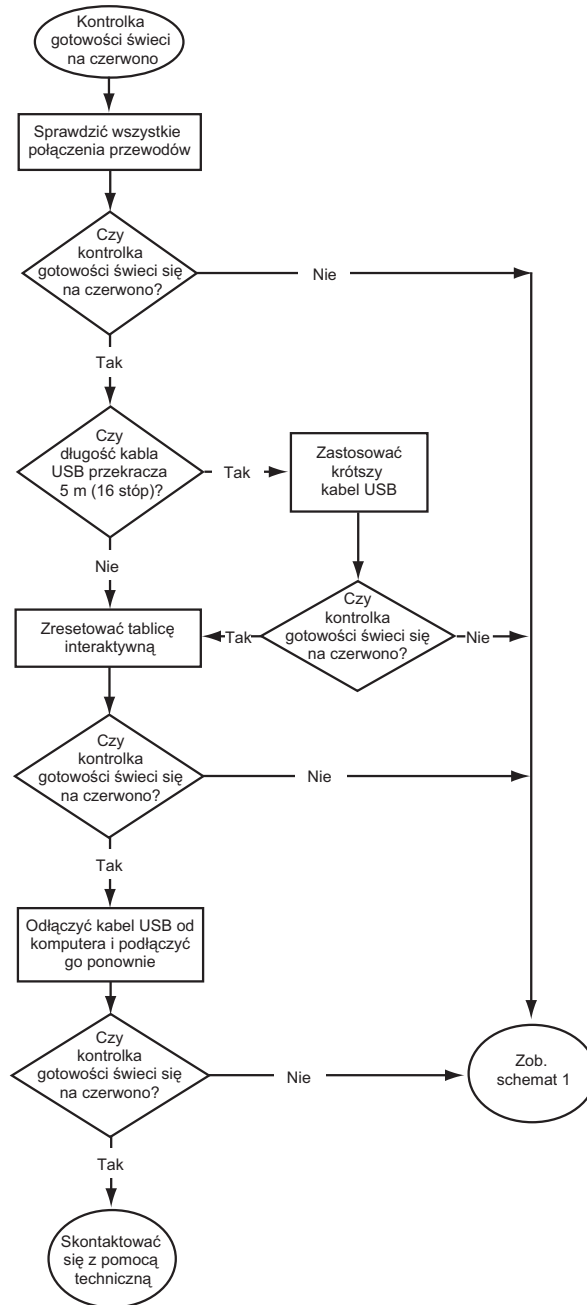 Kontrolka
gotowości świeci
na czerwono
Sprawdzić wszystkie
połączenia przewodów
Czy
kontrolka
gotowości świeci się
na czerwono?
Nie
Tak
Czy
długość kabla
USB przekracza
5 m (16 stóp)?
Tak
Zastosować
krótszy
kabel USB
Nie
Czy
kontrolka
gotowości świeci się
na czerwono?
Tak
Nie
Zresetować tablicę
interaktywną
Czy
kontrolka
gotowości świeci się
na czerwono?
Nie
Tak
Odłączyć kabel USB od
komputera i podłączyć
go ponownie
Czy
kontrolka
gotowości świeci się
na czerwono?
Nie
Zob.
schemat 1
Tak
Skontaktować
się z pomocą
techniczną